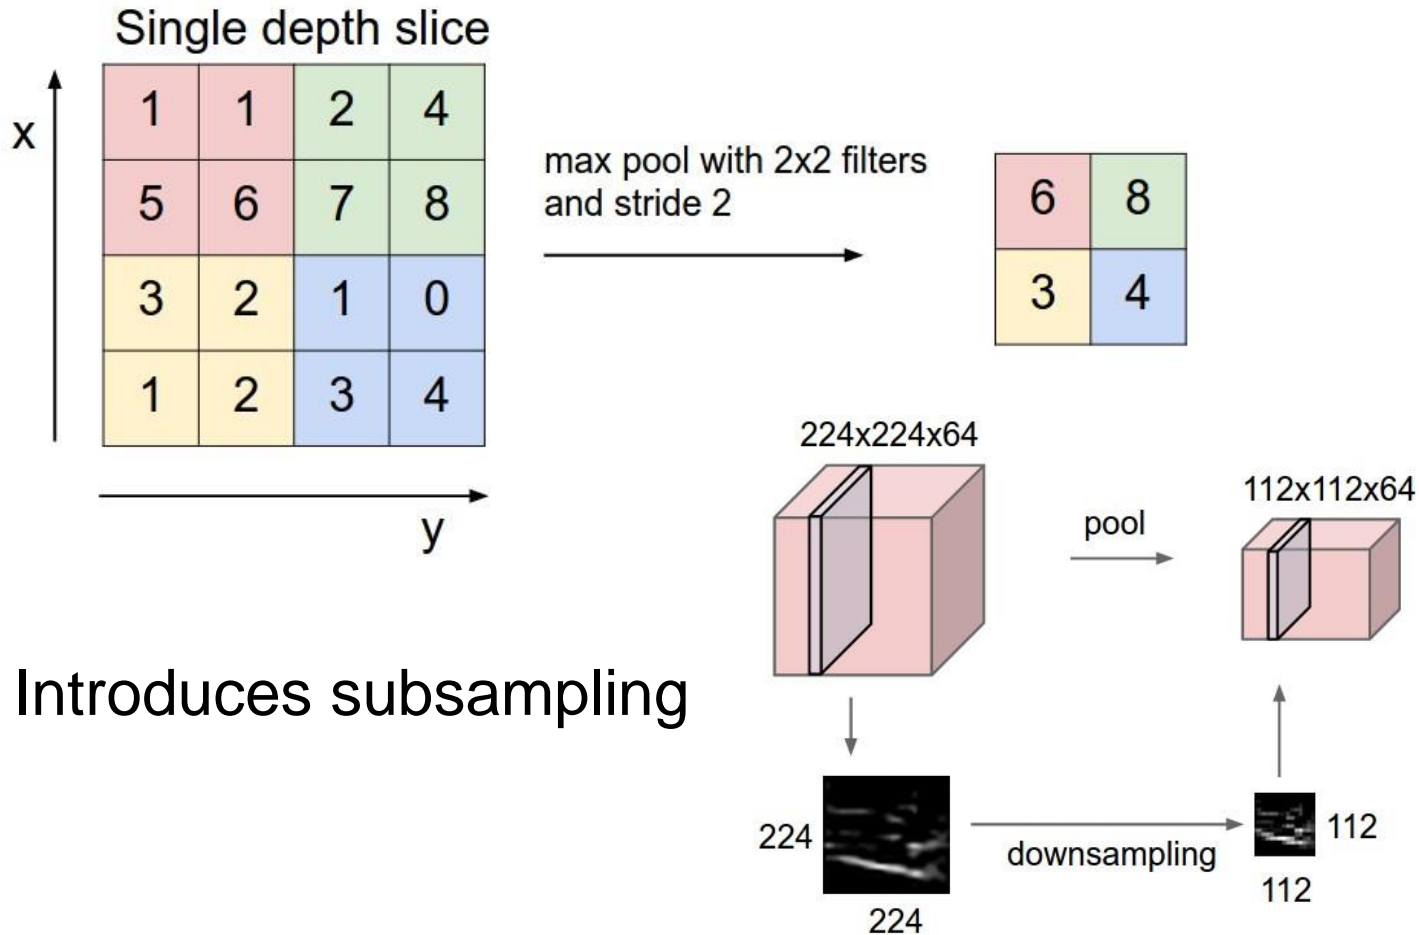 Single depth slice
x
1 1 2 4
5 6 7 8
3 2 1 0
1 2 3 4
y
max pool with 2x2 filters
and stride 2
6 8
3 4
224x224x64
pool
112x112x64
Introduces subsampling
224
224
downsampling
112
112